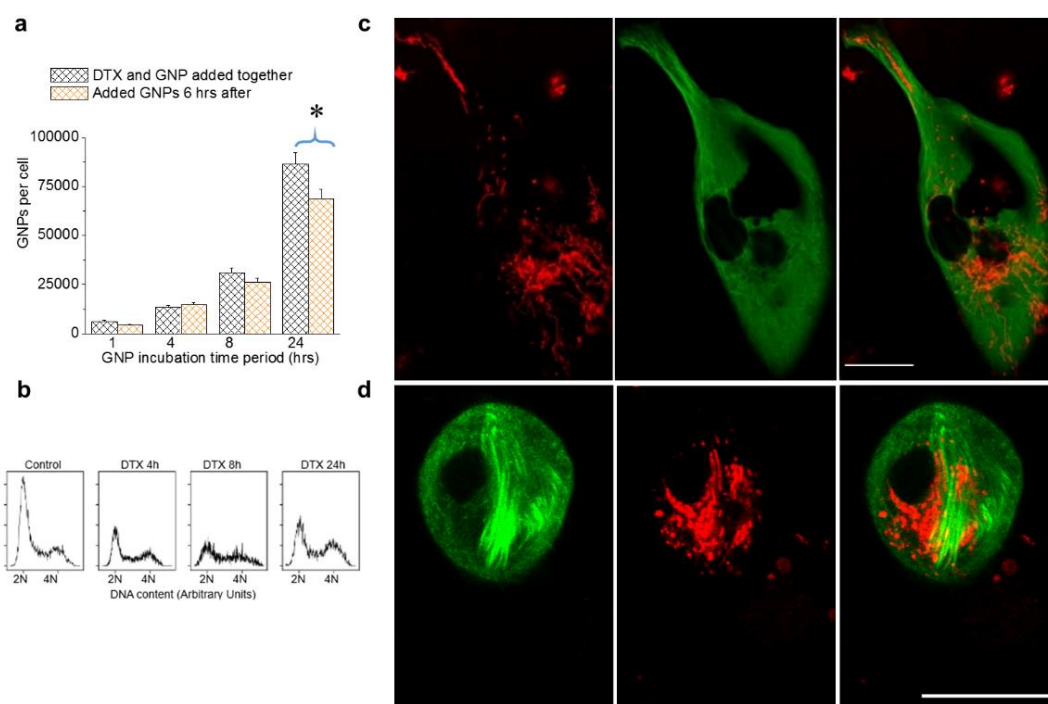 a
DTX and GNP added together
Added GNPs 6 hrs after
*
100000
75000
50000
25000
0
GNPs per cell
1 4 8 24
GNP incubation time period (hrs)
b
Control DTX 4h DTX 8h DTX 24h
2N 4N 2N 4N 2N 4N 2N 4N
DNA content (Arbitrary Units)
c
d